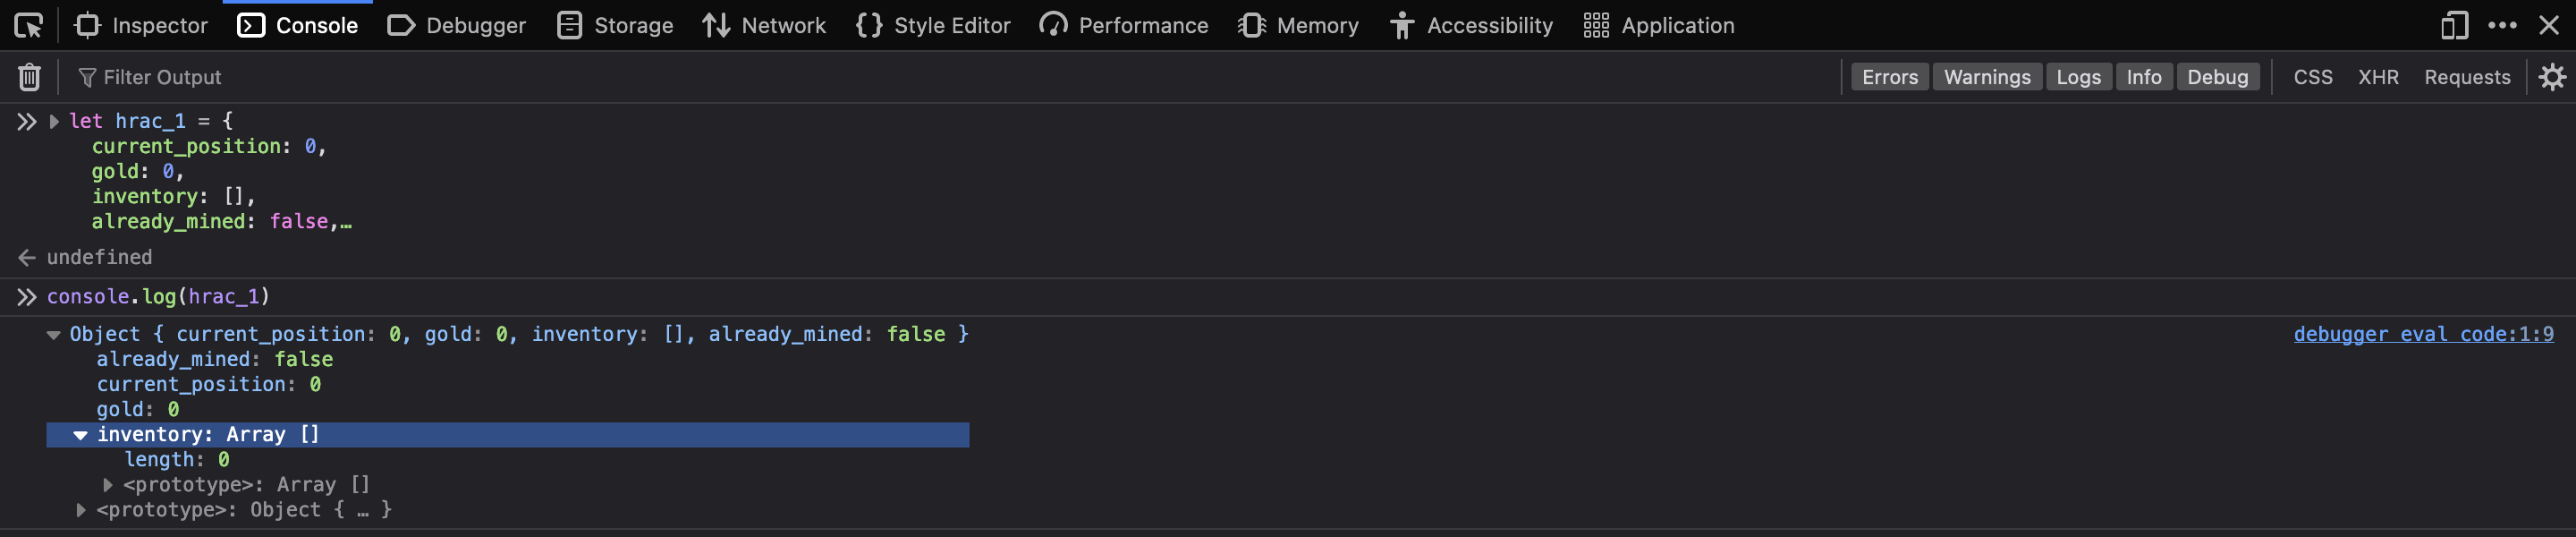 Inspector Console Debugger Storage Network Style Editor Performance Memory Accessibility Application
Filter Output Errors Warnings Logs Info Debug CSS XHR Requests
let hrac_1 = {
current_position: 0,
gold: 0,
inventory: [],
already_mined: false,…
undefined
console.log(hrac_1)
Object { current_position: 0, gold: 0, inventory: [], already_mined: false } debugger eval code:1:9
already_mined: false
current_position: 0
gold: 0
inventory: Array []
length: 0
<prototype>: Array []
<prototype>: Object { … }